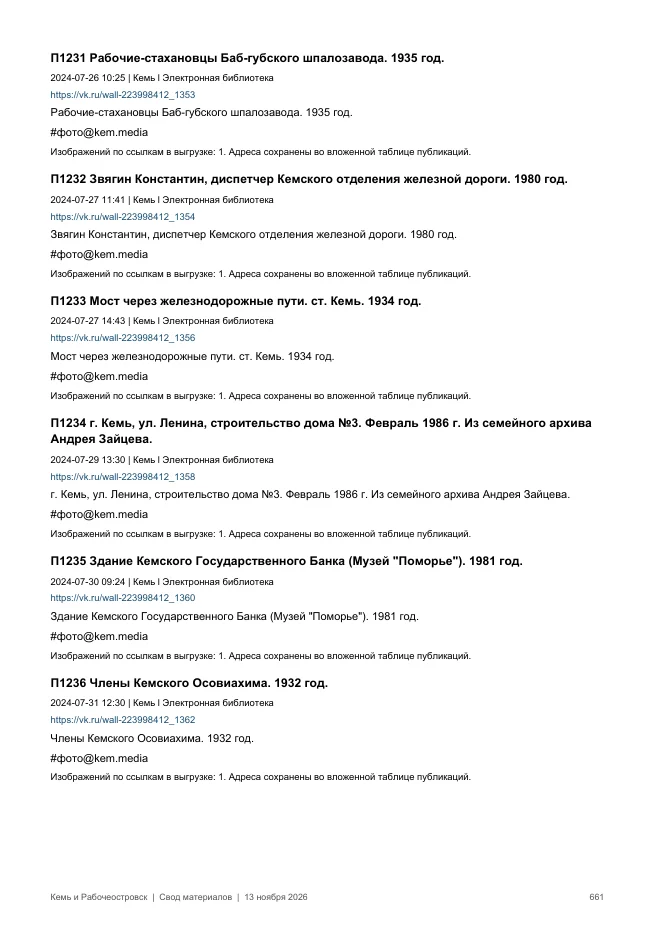 П1231 Рабочие-стахановцы Баб-губского шпалозавода. 1935 год.
2024-07-26 10:25 | Кемь I Электронная библиотека
https://vk.ru/wall-223998412_1353
Рабочие-стахановцы Баб-губского шпалозавода. 1935 год.
#фото@kem.media
Изображений по ссылкам в выгрузке: 1. Адреса сохранены во вложенной таблице публикаций.
П1232 Звягин Константин, диспетчер Кемского отделения железной дороги. 1980 год.
2024-07-27 11:41 | Кемь I Электронная библиотека
https://vk.ru/wall-223998412_1354
Звягин Константин, диспетчер Кемского отделения железной дороги. 1980 год.
#фото@kem.media
Изображений по ссылкам в выгрузке: 1. Адреса сохранены во вложенной таблице публикаций.
П1233 Мост через железнодорожные пути. ст. Кемь. 1934 год.
2024-07-27 14:43 | Кемь I Электронная библиотека
https://vk.ru/wall-223998412_1356
Мост через железнодорожные пути. ст. Кемь. 1934 год.
#фото@kem.media
Изображений по ссылкам в выгрузке: 1. Адреса сохранены во вложенной таблице публикаций.
П1234 г. Кемь, ул. Ленина, строительство дома №3. Февраль 1986 г. Из семейного архива
Андрея Зайцева.
2024-07-29 13:30 | Кемь I Электронная библиотека
https://vk.ru/wall-223998412_1358
г. Кемь, ул. Ленина, строительство дома №3. Февраль 1986 г. Из семейного архива Андрея Зайцева.
#фото@kem.media
Изображений по ссылкам в выгрузке: 1. Адреса сохранены во вложенной таблице публикаций.
П1235 Здание Кемского Государственного Банка (Музей "Поморье"). 1981 год.
2024-07-30 09:24 | Кемь I Электронная библиотека
https://vk.ru/wall-223998412_1360
Здание Кемского Государственного Банка (Музей "Поморье"). 1981 год.
#фото@kem.media
Изображений по ссылкам в выгрузке: 1. Адреса сохранены во вложенной таблице публикаций.
П1236 Члены Кемского Осовиахима. 1932 год.
2024-07-31 12:30 | Кемь I Электронная библиотека
https://vk.ru/wall-223998412_1362
Члены Кемского Осовиахима. 1932 год.
#фото@kem.media
Изображений по ссылкам в выгрузке: 1. Адреса сохранены во вложенной таблице публикаций.
Кемь и Рабочеостровск | Свод материалов | 13 ноября 2026 661